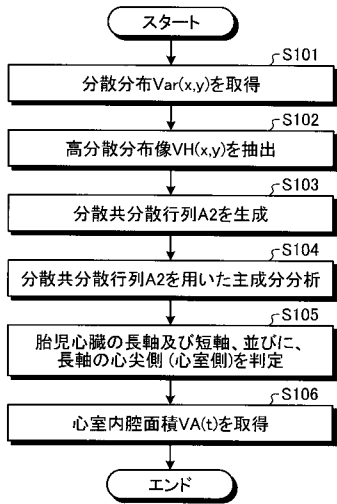 スタート
S101
分散分布Var(x,y)を取得
S102
高分散分布像VH(x,y)を抽出
S103
分散共分散行列A2を生成
S104
分散共分散行列A2を用いた主成分分析
S105
胎児心臓の長軸及び短軸、並びに、
長軸の心尖側(心室側)を判定
S106
心室内腔面積VA(t)を取得
エンド